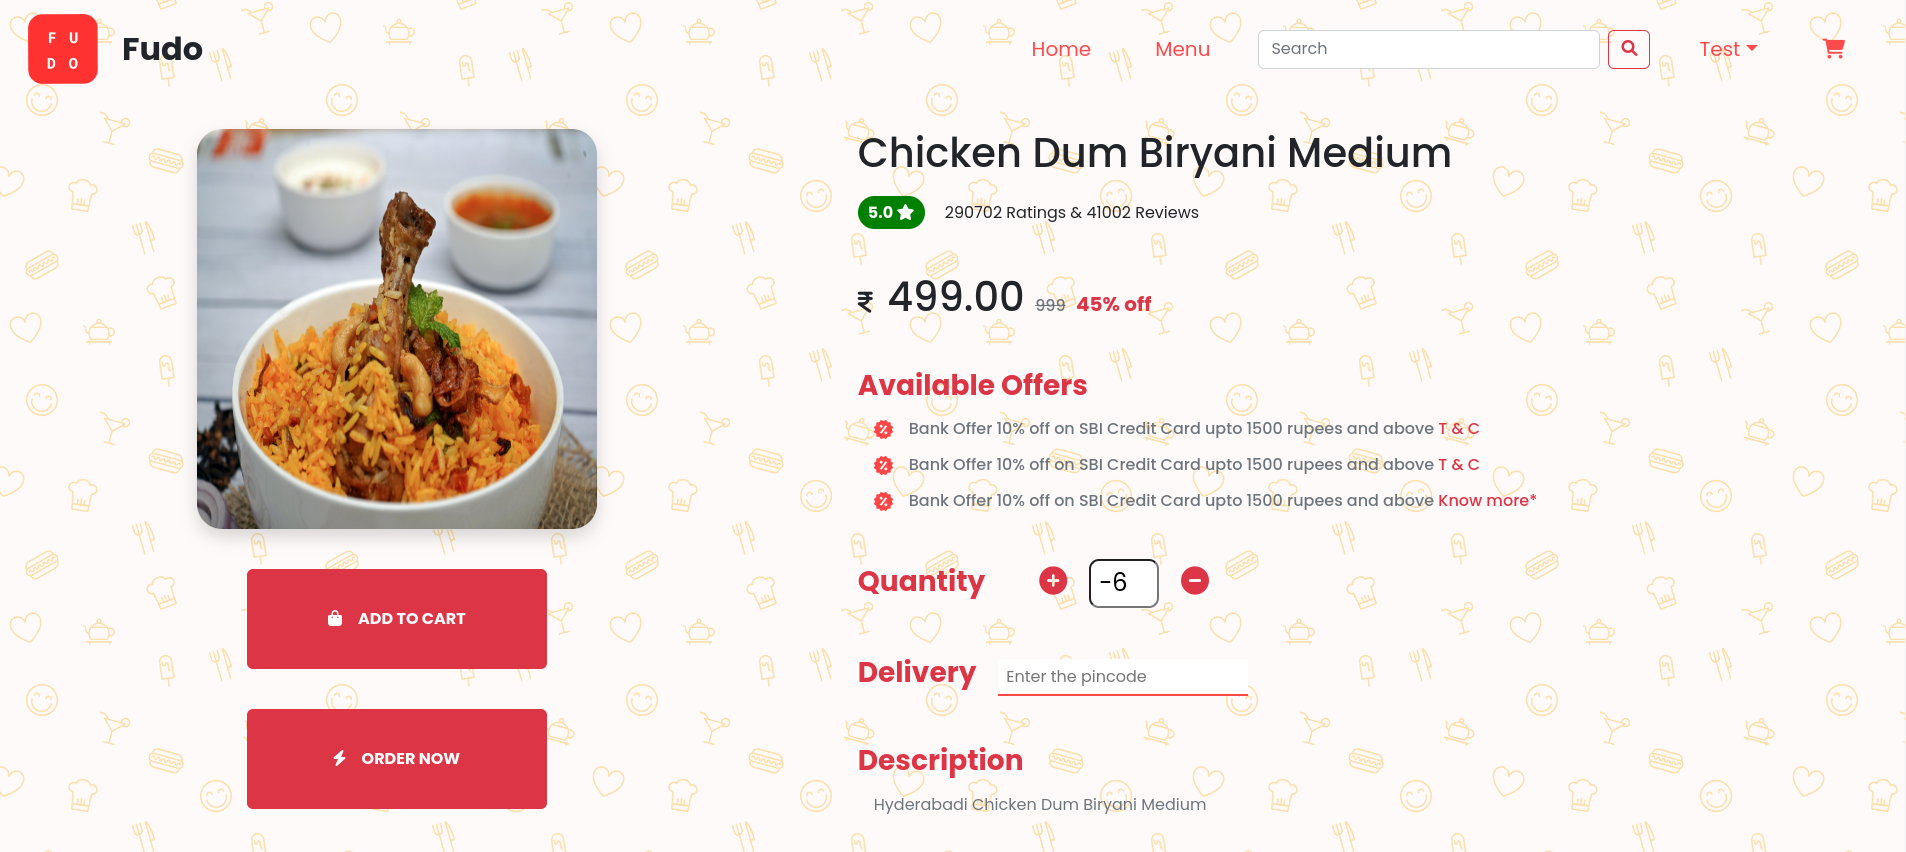 F U
D O
Fudo
Home
Menu
Search
Test
Chicken Dum Biryani Medium
5.0
290702 Ratings & 41002 Reviews
₹ 499.00 999 45% off
Available Offers
Bank Offer 10% off on SBI Credit Card upto 1500 rupees and above T & C
Bank Offer 10% off on SBI Credit Card upto 1500 rupees and above T & C
Bank Offer 10% off on SBI Credit Card upto 1500 rupees and above Know more*
Quantity
-6
Delivery
Enter the pincode
Description
Hyderabadi Chicken Dum Biryani Medium
ADD TO CART
ORDER NOW